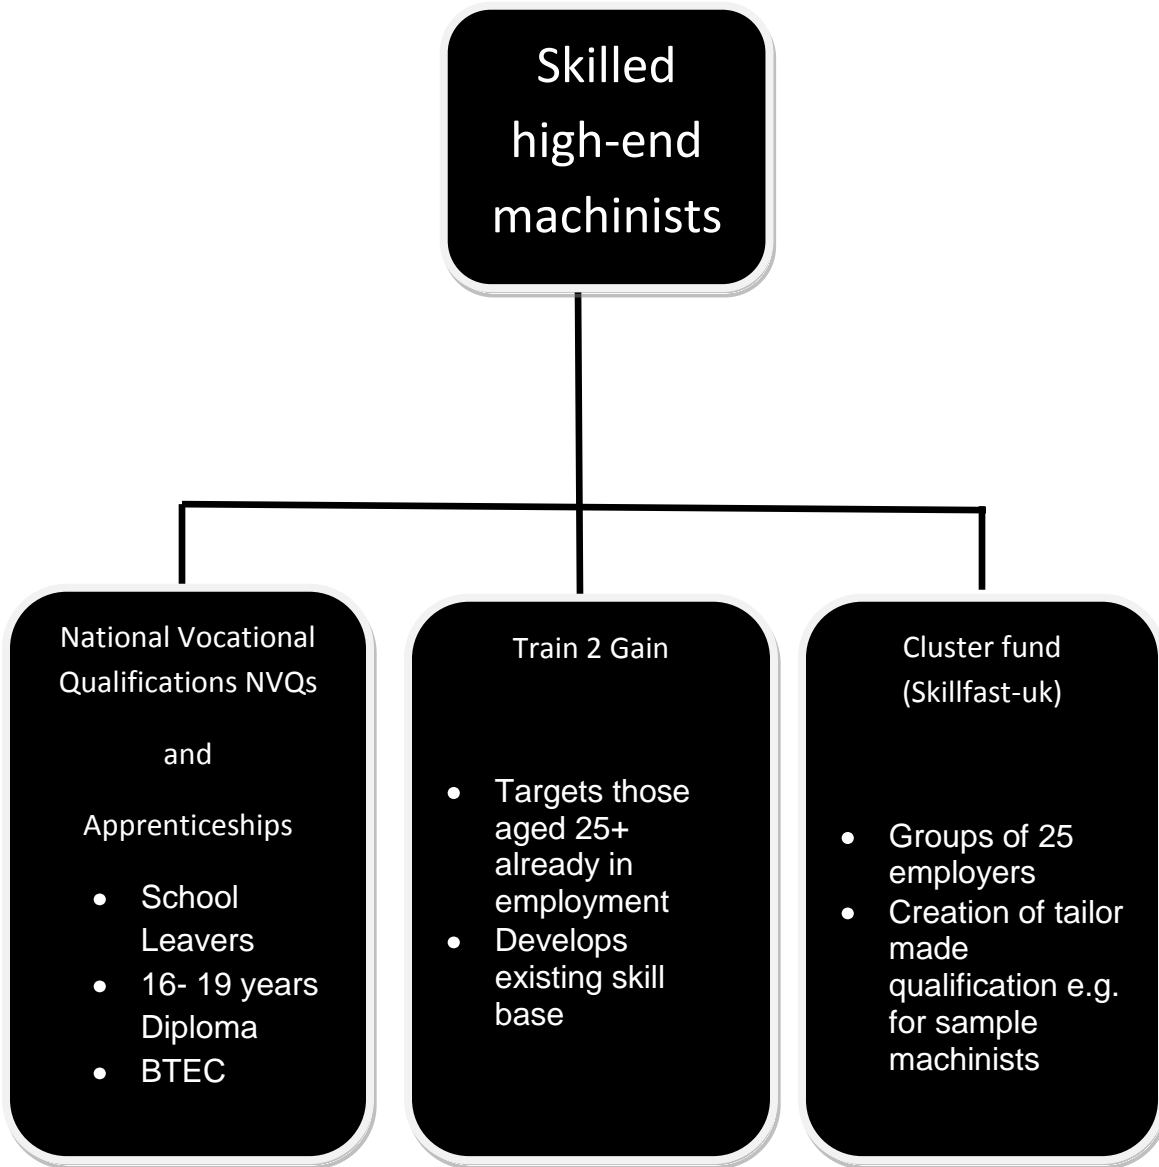 Skilled
high-end
machinists
National Vocational
Qualifications NVQs
and
Apprenticeships
• School
Leavers
• 16- 19 years
Diploma
• BTEC
Train 2 Gain
• Targets those
aged 25+
already in
employment
• Develops
existing skill
base
Cluster fund
(Skillfast-uk)
• Groups of 25
employers
• Creation of tailor
made
qualification e.g.
for sample
machinists